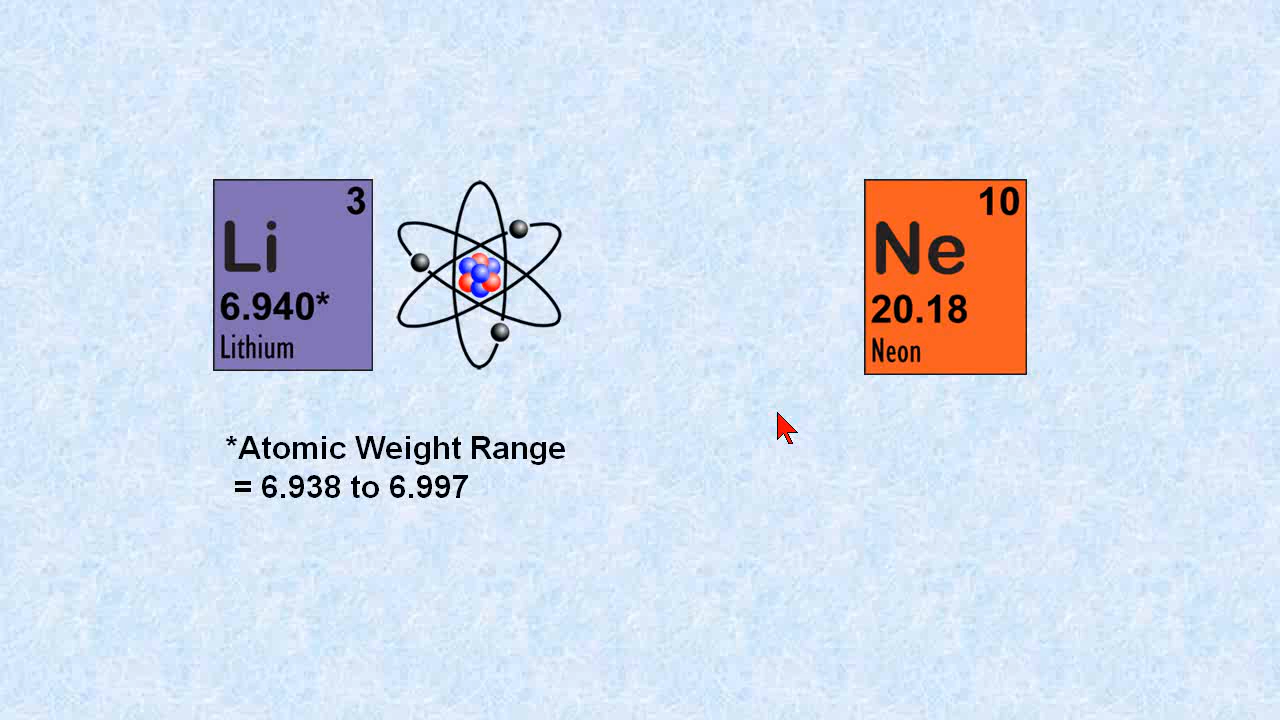 3
Li
6.940*
Lithium
10
Ne
20.18
Neon
*Atomic Weight Range
= 6.938 to 6.997